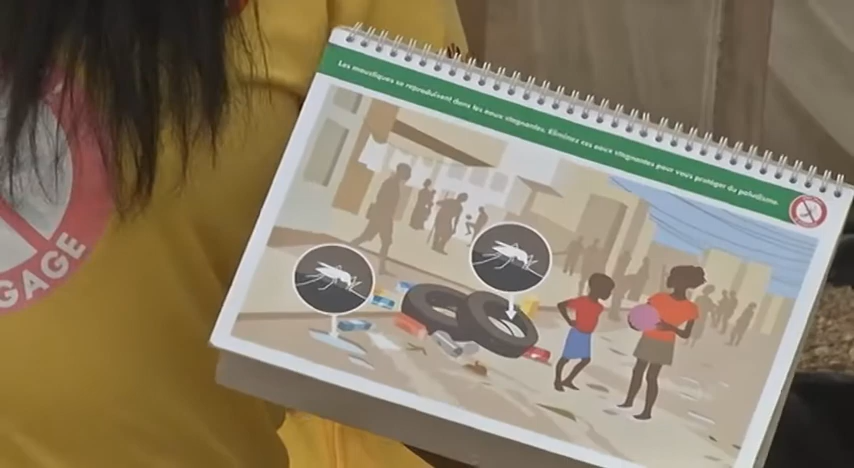 Les moustiques se reproduisent dans les eaux stagnantes. Éliminez ces eaux stagnantes pour vous protéger du paludisme.
GAGE